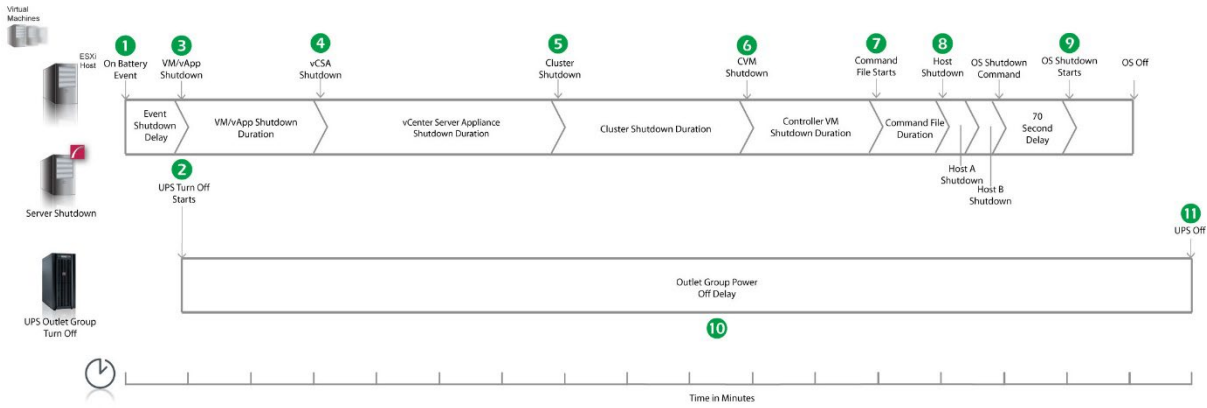 Virtual
Machines
ESXi
Host
1
On Battery
Event
3
VM/vApp
Shutdown
4
vCSA
Shutdown
5
Cluster
Shutdown
6
CVM
Shutdown
7
Command
File Starts
8
Host
Shutdown
OS Shutdown
Command
9
OS Shutdown
Starts
OS Off
Event
Shutdown
Delay
VM/vApp Shutdown
Duration
vCenter Server Appliance
Shutdown Duration
Cluster Shutdown Duration
Controller VM
Shutdown Duration
Command File
Duration
70
Second
Delay
Host A
Shutdown
Host B
Shutdown
2
UPS Turn Off
Starts
Server Shutdown
11
UPS Off
Outlet Group Power
Off Delay
10
UPS Outlet Group
Turn Off
Time in Minutes